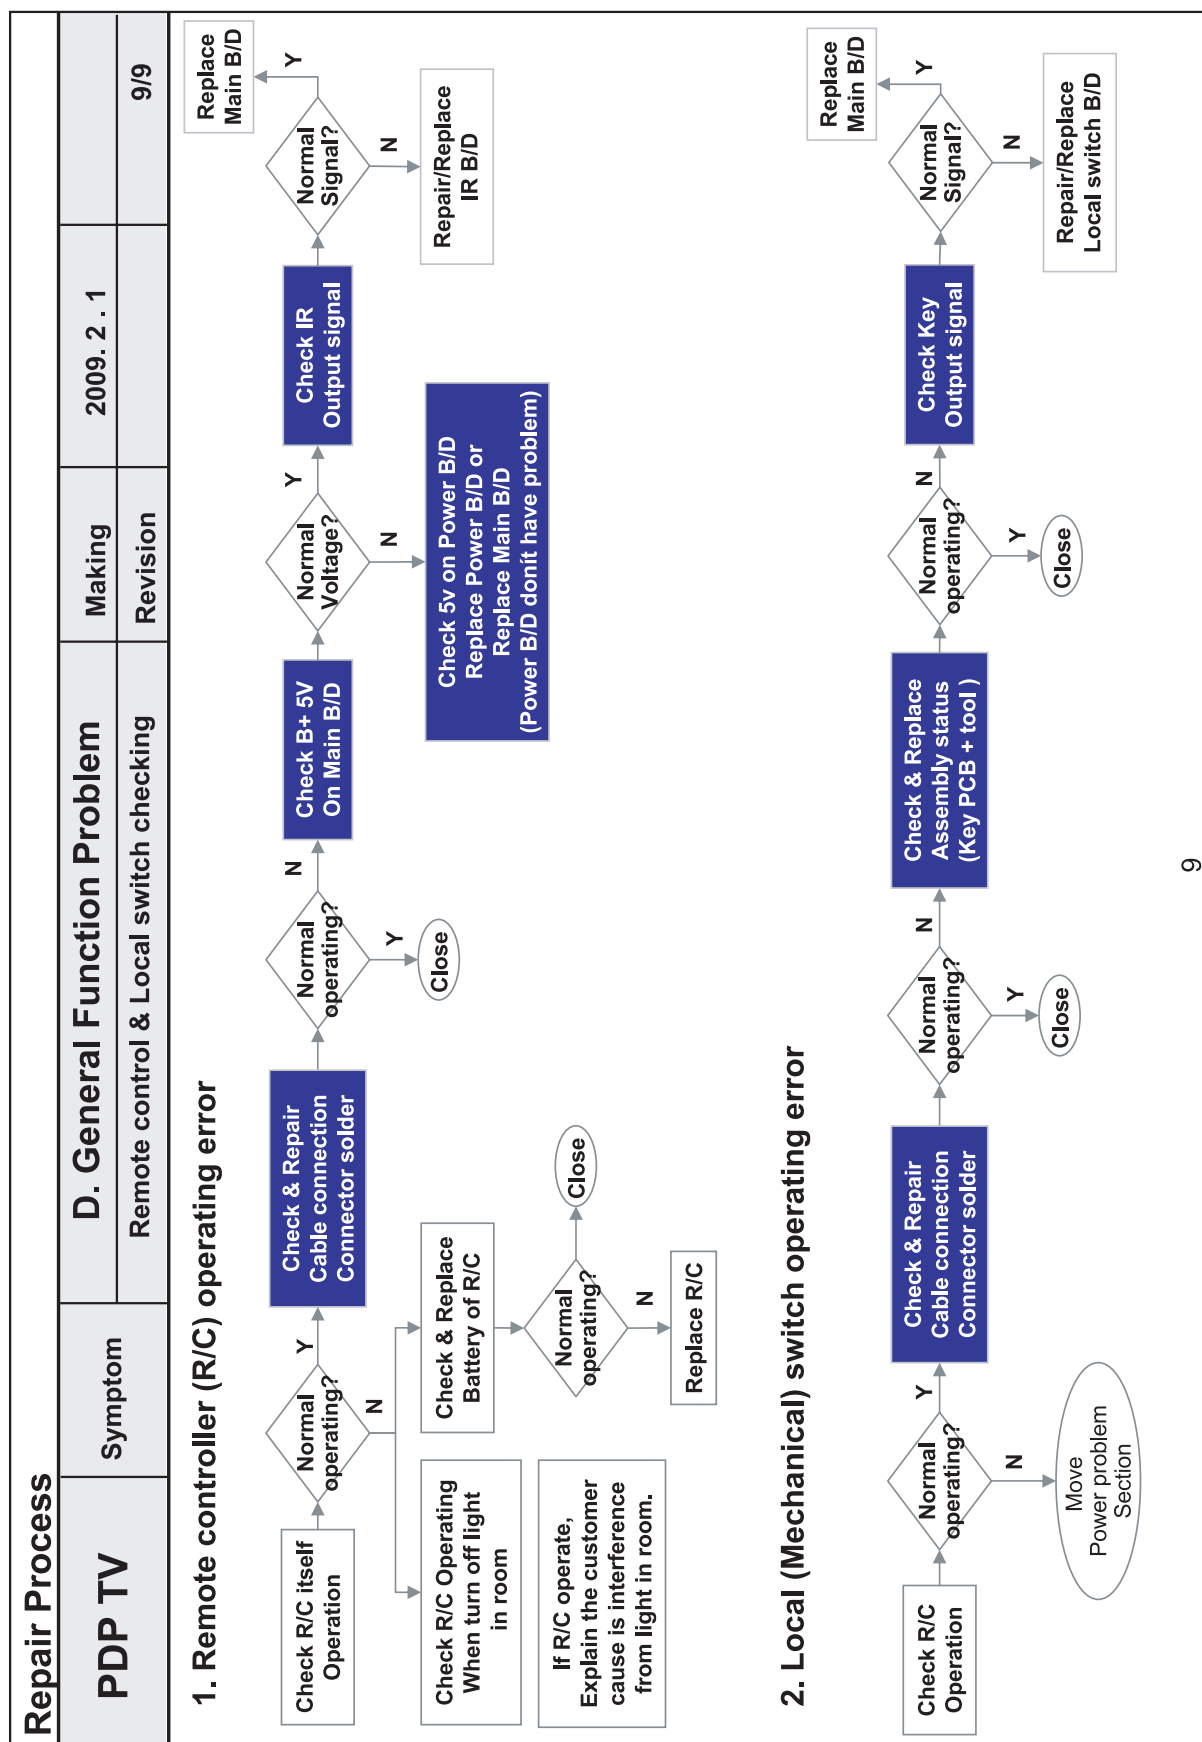 Repair Process
PDP TV
Symptom
D. General Function Problem
Making
2009. 2 . 1
9/9
Remote control & Local switch checking
Revision
1. Remote controller (R/C) operating error
Check R/C itself
Operation
Normal
operating?
Y
N
Check & Repair
Cable connection
Connector solder
Normal
operating?
N
Y
Close
Check B+ 5V
On Main B/D
Normal
Voltage?
Y
N
Check IR
Output signal
Normal
Signal?
Y
N
Replace
Main B/D
Repair/Replace
IR B/D
Check 5v on Power B/D
Replace Power B/D or
Replace Main B/D
(Power B/D donít have problem)
Check R/C Operating
When turn off light
in room
Check & Replace
Battery of R/C
If R/C operate,
Explain the customer
cause is interference
from light in room.
Normal
operating?
Close
N
Replace R/C
2. Local (Mechanical) switch operating error
Check R/C
Operation
Normal
operating?
Y
N
Move
Power problem
Section
Check & Repair
Cable connection
Connector solder
Normal
operating?
N
Y
Close
Check & Replace
Assembly status
(Key PCB + tool )
Normal
operating?
N
Y
Close
Check Key
Output signal
Normal
Signal?
Y
N
Replace
Main B/D
Repair/Replace
Local switch B/D
9